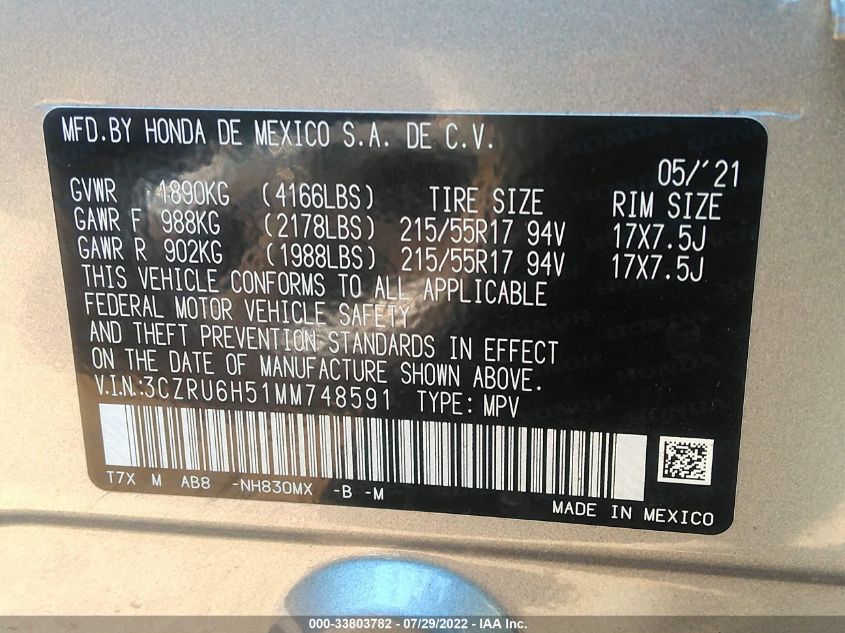 MFD.BY HONDA DE MEXICO S.A. DE C.V.
05/'21
GVWR 1890KG (4166LBS) TIRE SIZE RIM SIZE
GAWR F 988KG (2178LBS) 215/55R17 94V 17X7.5J
GAWR R 902KG (1988LBS) 215/55R17 94V 17X7.5J
THIS VEHICLE CONFORMS TO ALL APPLICABLE
FEDERAL MOTOR VEHICLE SAFETY
AND THEFT PREVENTION STANDARDS IN EFFECT
ON THE DATE OF MANUFACTURE SHOWN ABOVE.
V.I.N.:3CZRU6H51MM748591 TYPE: MPV
T7X M AB8 -NH830MX -B -M
MADE IN MEXICO
000-33803782 - 07/29/2022 - IAA Inc.